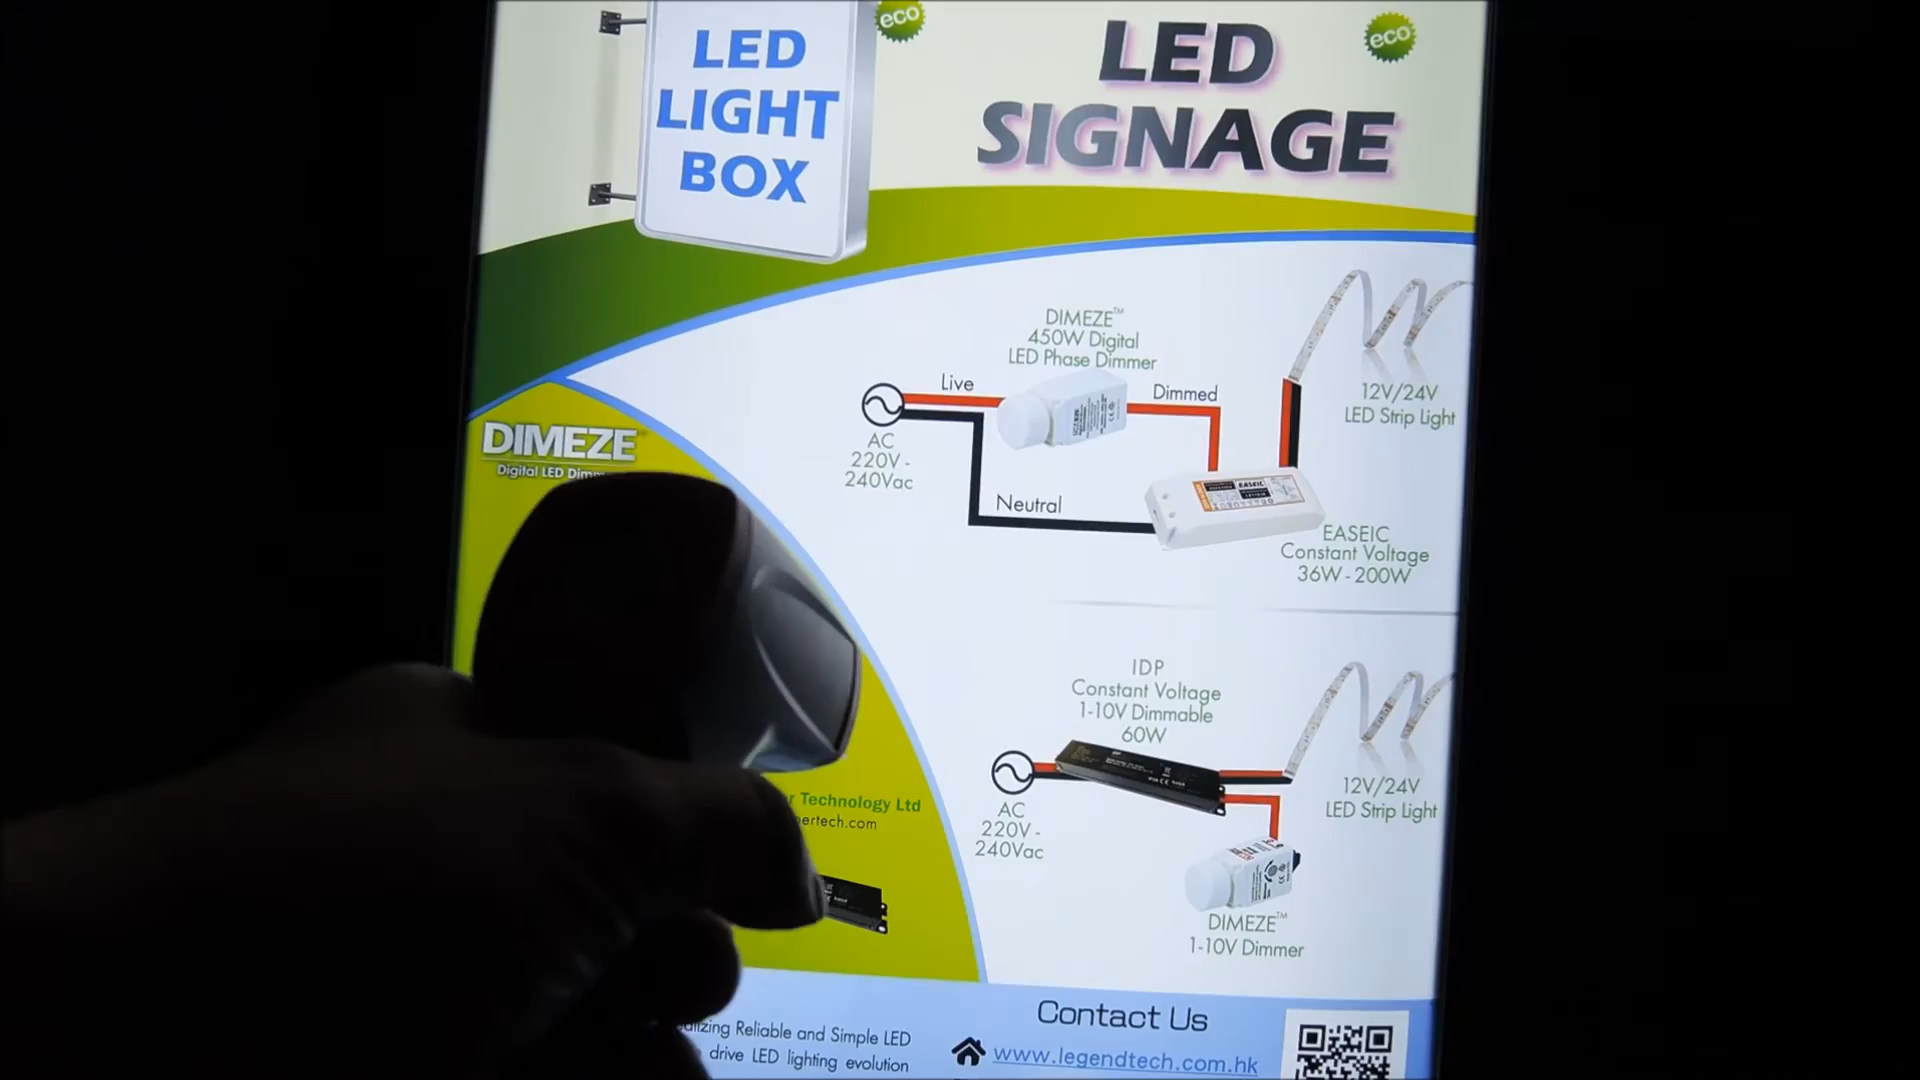 eco
eco
LED
LIGHT
BOX
LED
SIGNAGE
DIMEZE™
450W Digital
LED Phase Dimmer
Live
Dimmed
AC
220V -
240Vac
Neutral
12V/24V
LED Strip Light
EASEIC
EASEIC
Constant Voltage
36W - 200W
DIMEZE
Digital LED
IDP
Constant Voltage
1-10V Dimmable
60W
AC
220V -
240Vac
12V/24V
LED Strip Light
DIMEZE™
1-10V Dimmer
Technology Ltd
Reliable and Simple LED
drive LED lighting evolution
Contact Us
www.legendtech.com.hk